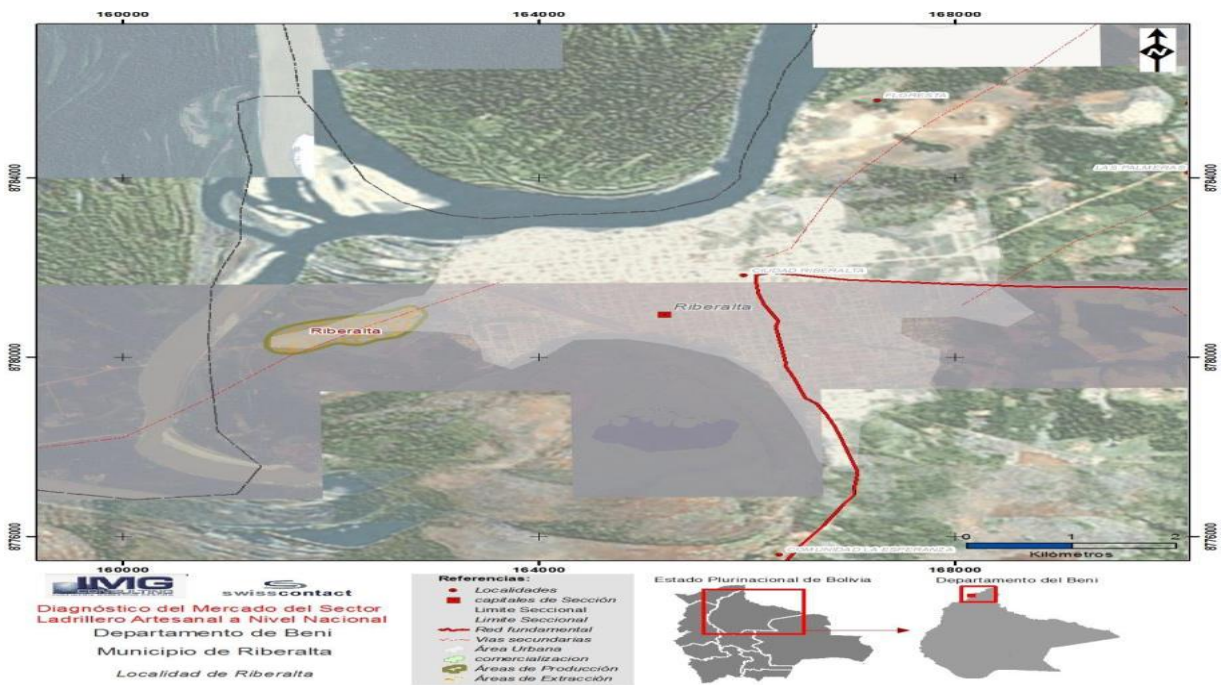 160000 164000 168000
N
FLORESTA
8784000 8784000
LAS PALMERAS
CIUDAD RIBERALTA
Riberalta
Riberalta
8780000 8780000
8776000 8776000
COMUNIDAD LA ESPERANZA
0 1 2
Kilómetros
160000 164000 168000
IMG
CONSULTING
swisscontact
Diagnóstico del Mercado del Sector
Ladrillero Artesanal a Nivel Nacional
Departamento de Beni
Municipio de Riberalta
Localidad de Riberalta
Referencias:
Localidades
capitales de Sección
Limite Seccional
Limite Seccional
Red fundamental
Vias secundarias
Área Urbana
comercializacion
Áreas de Producción
Áreas de Extracción
Estado Plurinacional de Bolivia
Departamento del Beni